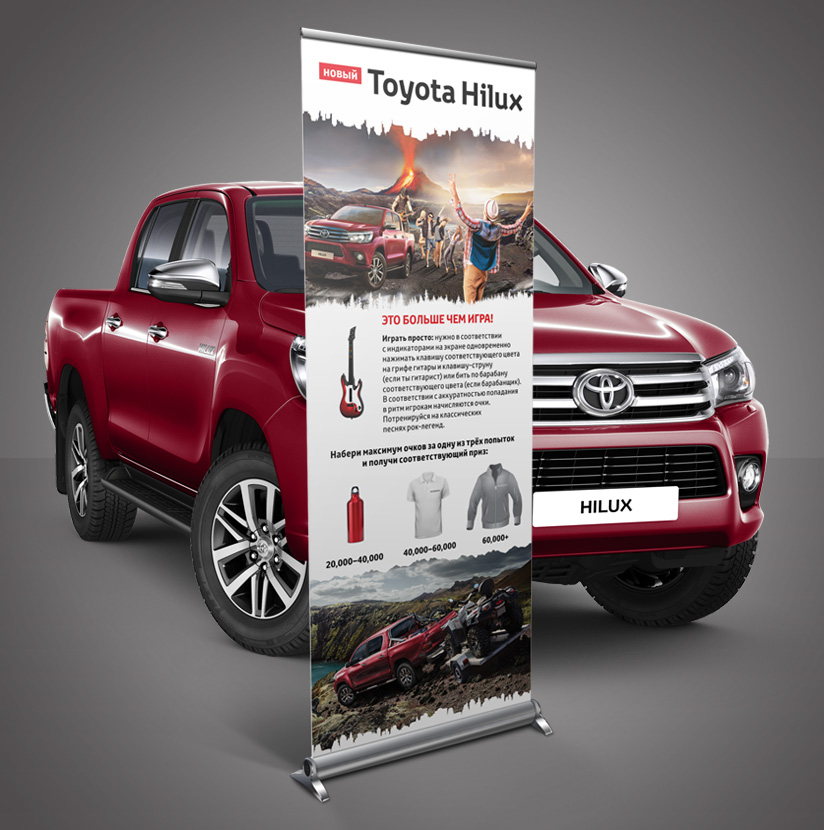 НОВЫЙ
Toyota Hilux
ЭТО БОЛЬШЕ ЧЕМ ИГРА!
Играть просто: нужно в соответствии
с индикаторами на экране одновременно
нажимать клавишу соответствующего цвета
на грифе гитары и клавишу-струну
(если ты гитарист) или бить по барабану
соответствующего цвета (если барабанщик).
В соответствии с аккуратностью попадания
в ритм игрокам начисляются очки.
Потренируйся на классических
песнях рок-легенд.
Набери максимум очков за одну из трёх попыток
и получи соответствующий приз:
20,000–40,000
40,000–60,000
60,000+
HILUX